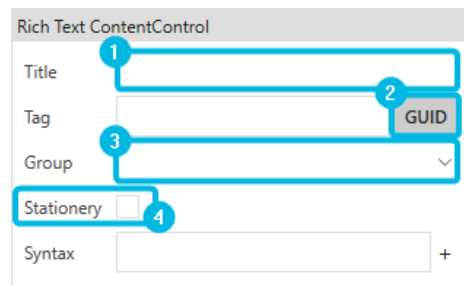 Rich Text ContentControl
1
Title
2
Tag GUID
3
Group
Stationery
4
Syntax +